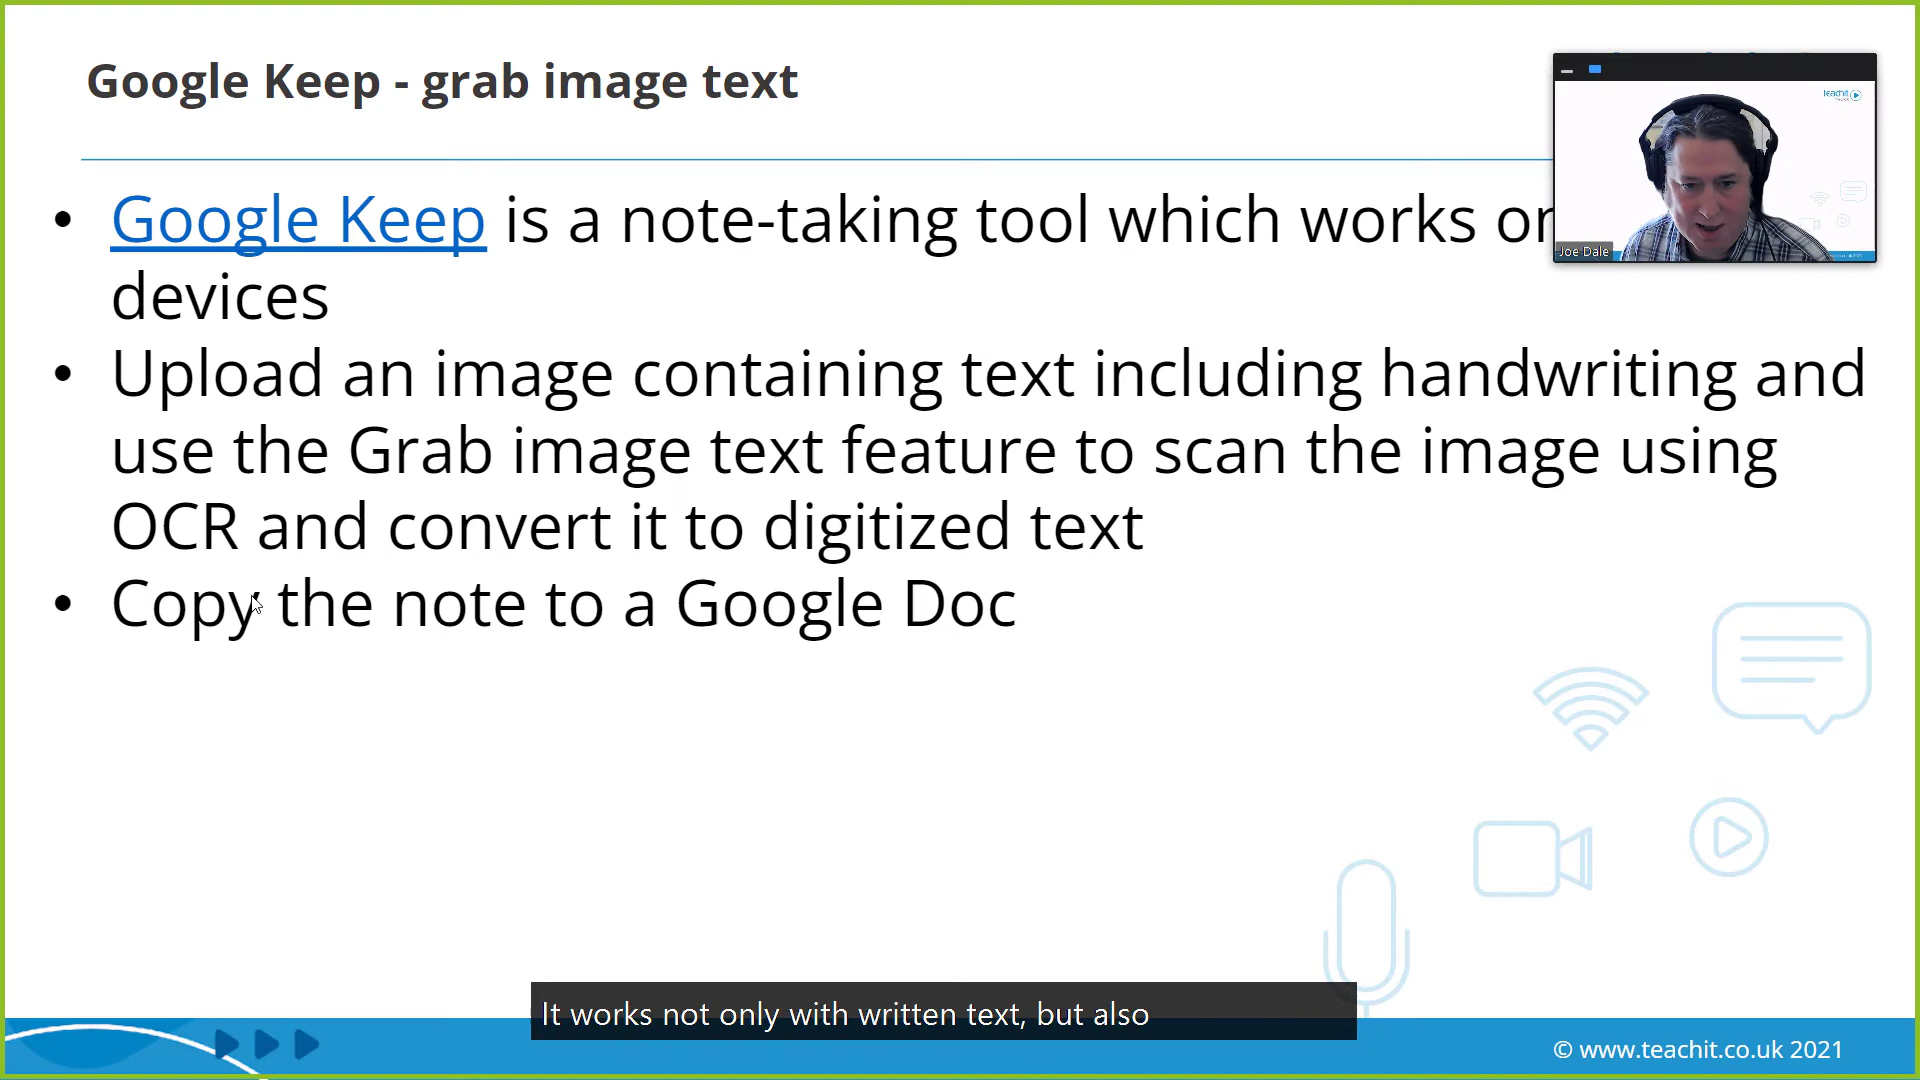 Google Keep - grab image text
teachit
Joe Dale
• Google Keep is a note-taking tool which works
devices
• Upload an image containing text including handwriting and
use the Grab image text feature to scan the image using
OCR and convert it to digitized text
• Copy the note to a Google Doc
It works not only with written text, but also
© www.teachit.co.uk 2021